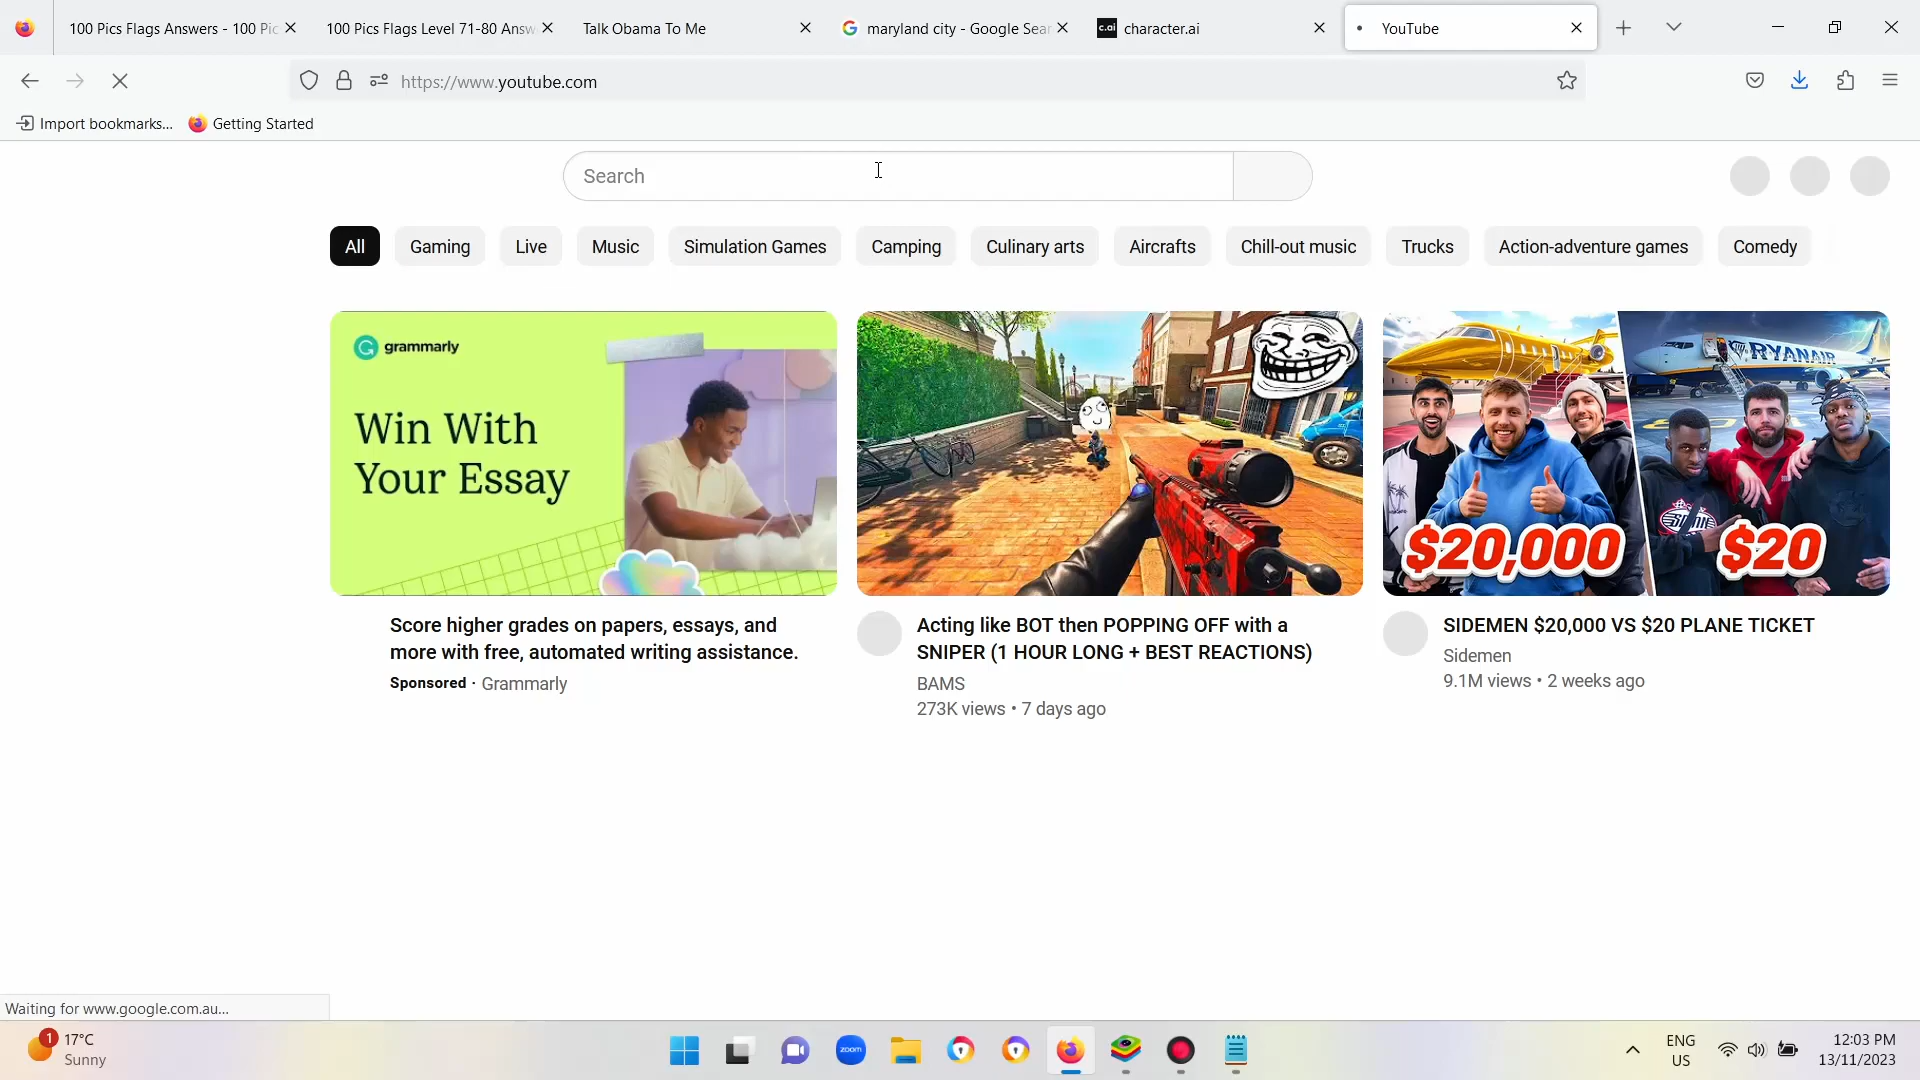 100 Pics Flags Answers - 100 Pic
100 Pics Flags Level 71-80 Answ
Talk Obama To Me
maryland city - Google Sear
c.ai
character.ai
YouTube
https://www.youtube.com
Import bookmarks...
Getting Started
Search
All
Gaming
Live
Music
Simulation Games
Camping
Culinary arts
Aircrafts
Chill-out music
Trucks
Action-adventure games
Comedy
grammarly
Win With
Your Essay
RYANAIR
$20,000
$20
Score higher grades on papers, essays, and
more with free, automated writing assistance.
Sponsored · Grammarly
Acting like BOT then POPPING OFF with a
SNIPER (1 HOUR LONG + BEST REACTIONS)
BAMS
273K views • 7 days ago
SIDEMEN $20,000 VS $20 PLANE TICKET
Sidemen
9.1M views • 2 weeks ago
Waiting for www.google.com.au...
1
17°C
Sunny
zoom
ENG
US
12:03 PM
13/11/2023